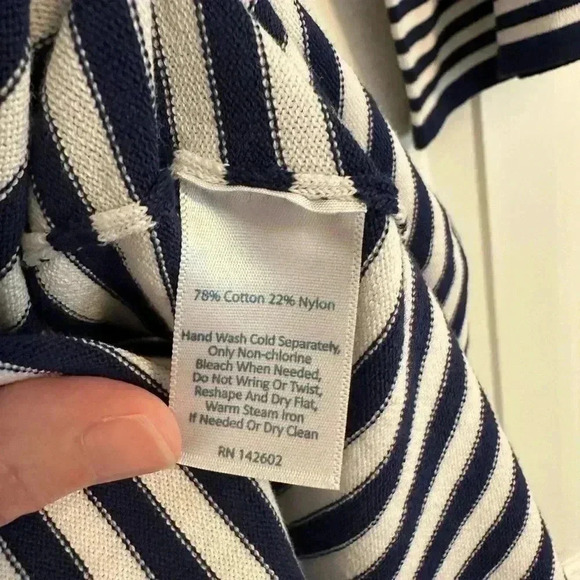 78% Cotton 22% Nylon
Hand Wash Cold Separately,
Only Non-chlorine
Bleach When Needed,
Do Not Wring Or Twist,
Reshape And Dry Flat,
Warm Steam Iron
If Needed Or Dry Clean
RN 142602